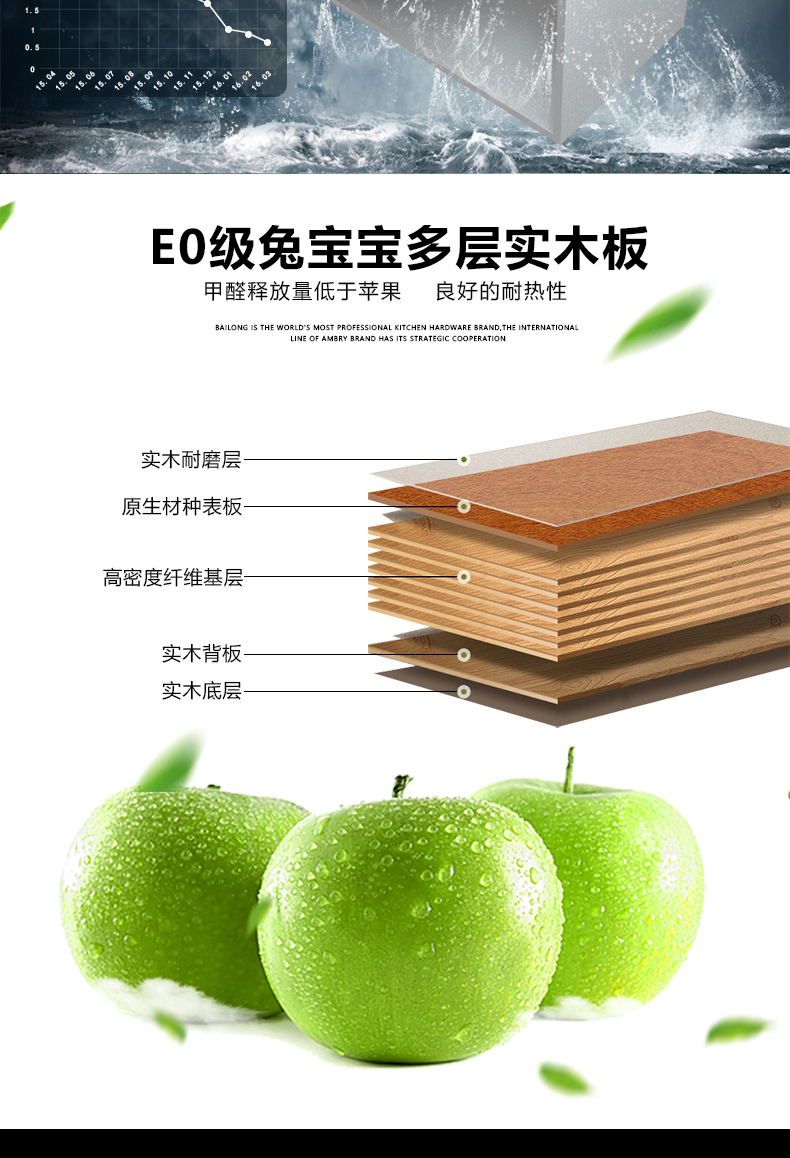 1.5
1
0.5
0
15.04 15.05 15.06 15.07 15.08 15.09 15.10 15.11 15.12 16.01 16.02 16.03
E0级兔宝宝多层实木板
甲醛释放量低于苹果 良好的耐热性
BAILONG IS THE WORLD'S MOST PROFESSIONAL KITCHEN HARDWARE BRAND,THE INTERNATIONAL
LINE OF AMBRY BRAND HAS ITS STRATEGIC COOPERATION
实木耐磨层
原生材种表板
高密度纤维基层
实木背板
实木底层